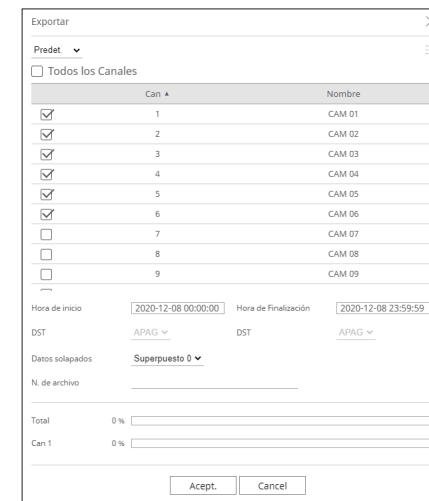 Exportar
Predet.
Todos los Canales
Can ▲ Nombre
1 CAM 01
2 CAM 02
3 CAM 03
4 CAM 04
5 CAM 05
6 CAM 06
7 CAM 07
8 CAM 08
9 CAM 09
Hora de inicio 2020-12-08 00:00:00 Hora de Finalización 2020-12-08 23:59:59
DST APAG DST APAG
Datos solapados Superpuesto 0
N. de archivo
Total 0 %
Can 1 0 %
Acept. Cancel